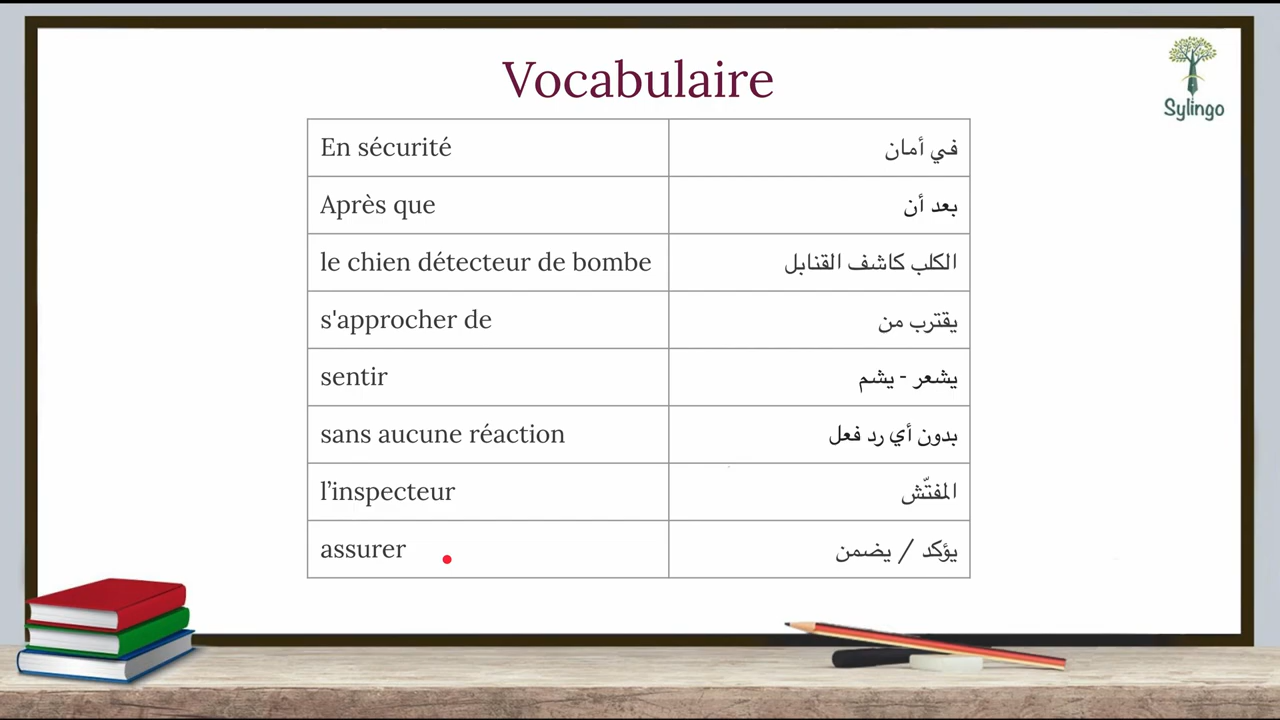 Vocabulaire
Sylingo
En sécurité في أمان
Après que بعد أن
le chien détecteur de bombe الكلب كاشف القنابل
s'approcher de يقترب من
sentir يشعر - يشم
sans aucune réaction بدون أي رد فعل
l’inspecteur المفتّش
assurer يؤكد / يضمن